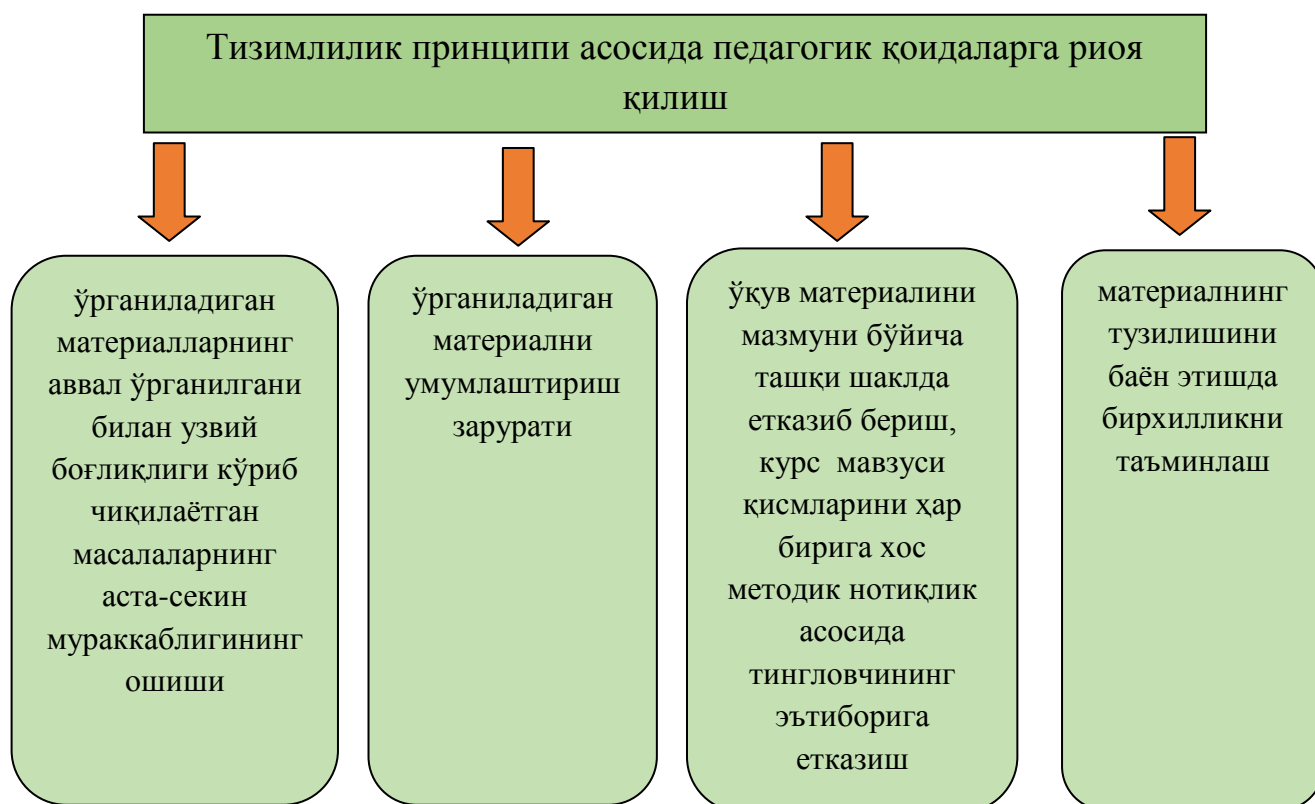 Тизимлилик принципи асосида педагогик қоидаларга риоя
қилиш
ўрганиладиган
материалларнинг
аввал ўрганилгани
билан узвий
боғлиқлиги кўриб
чиқилаётган
масалаларнинг
аста-секин
мураккаблигининг
ошиши
ўрганиладиган
материални
умумлаштириш
зарурати
ўқув материалини
мазмуни бўйича
ташқи шаклда
етказиб бериш,
курс мавзуси
қисмларини ҳар
бирига хос
методик нотиқлик
асосида
тингловчининг
эътиборига
етказиш
материалнинг
тузилишини
баён этишда
бирхилликни
таъминлаш